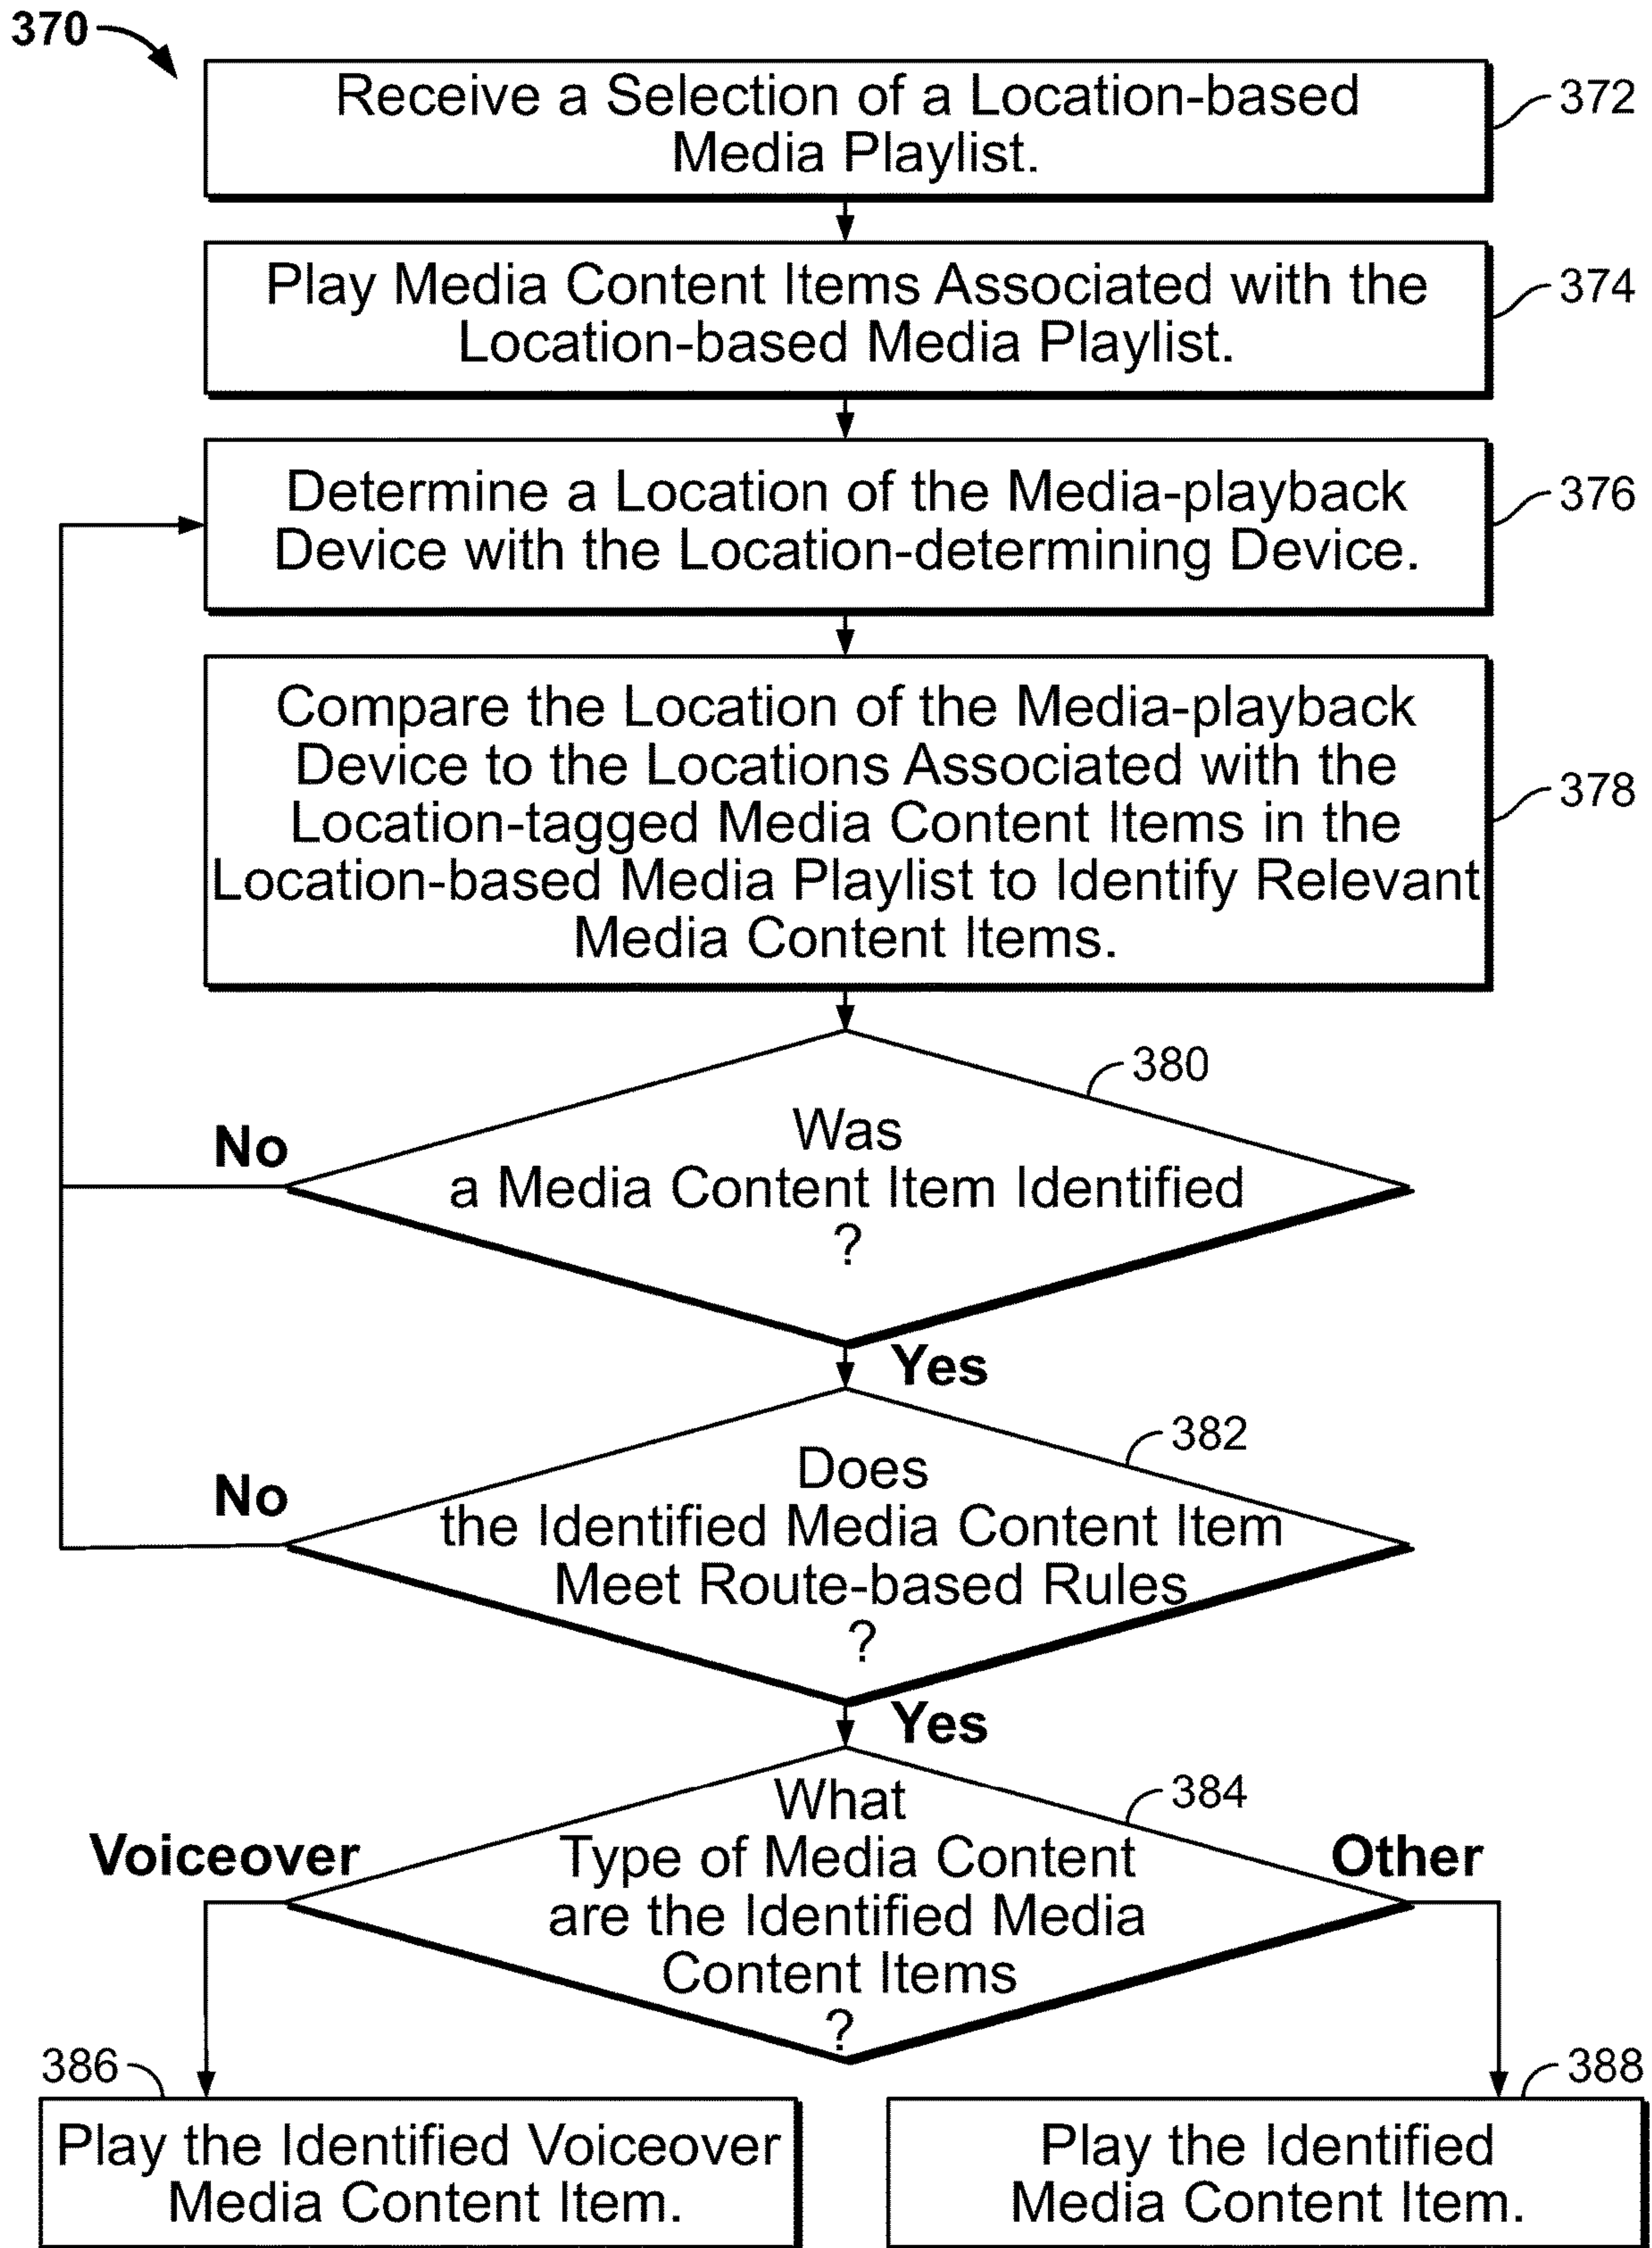 370
Receive a Selection of a Location-based
Media Playlist.
372
Play Media Content Items Associated with the
Location-based Media Playlist.
374
Determine a Location of the Media-playback
Device with the Location-determining Device.
376
Compare the Location of the Media-playback
Device to the Locations Associated with the
Location-tagged Media Content Items in the
Location-based Media Playlist to Identify Relevant
Media Content Items.
378
380
No
Was
a Media Content Item Identified
?
Yes
382
No
Does
the Identified Media Content Item
Meet Route-based Rules
?
Yes
384
Voiceover
What
Type of Media Content
are the Identified Media
Content Items
?
Other
386
Play the Identified Voiceover
Media Content Item.
388
Play the Identified
Media Content Item.